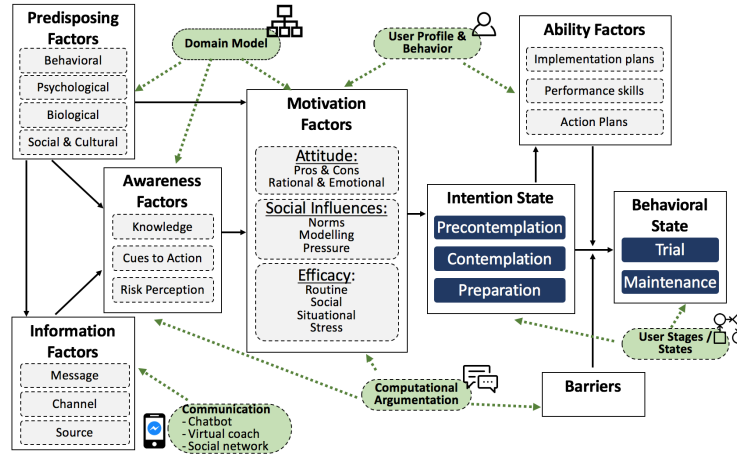 Predisposing
Factors
Behavioral
Psychological
Biological
Social & Cultural
Domain Model
User Profile &
Behavior
Ability Factors
Implementation plans
Performance skills
Action Plans
Motivation
Factors
Attitude:
Pros & Cons
Rational & Emotional
Social Influences:
Norms
Modelling
Pressure
Efficacy:
Routine
Social
Situational
Stress
Awareness
Factors
Knowledge
Cues to Action
Risk Perception
Intention State
Precontemplation
Contemplation
Preparation
Behavioral
State
Trial
Maintenance
Information
Factors
Message
Channel
Source
Communication
- Chatbot
- Virtual coach
- Social network
Computational
Argumentation
User Stages /
States
Barriers